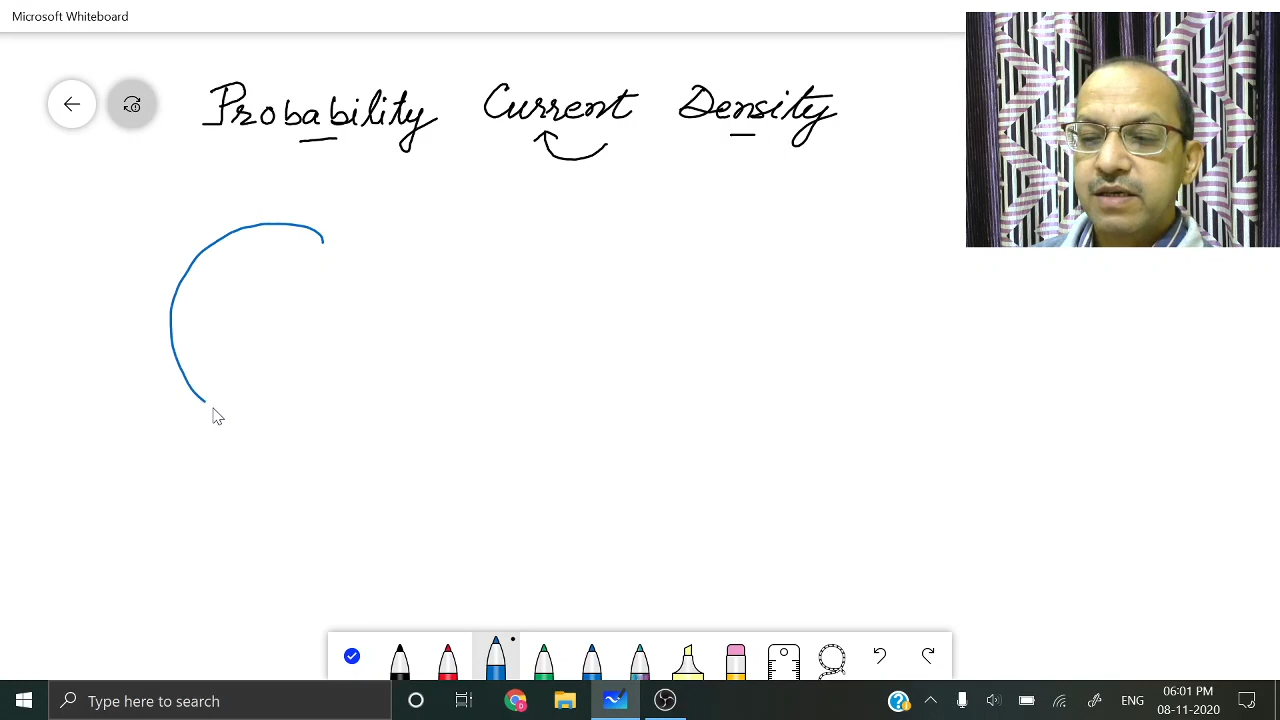 Microsoft Whiteboard
Probability Current Density
Type here to search
ENG
06:01 PM
08-11-2020